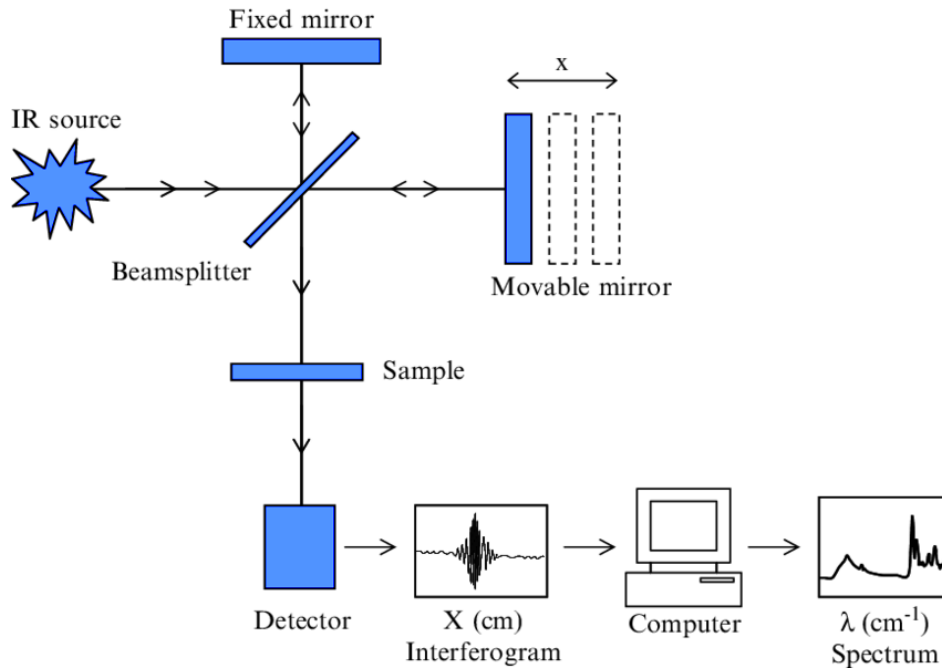 Fixed mirror
x
IR source
Beamsplitter
Movable mirror
Sample
Detector
X (cm)
Interferogram
Computer
λ (cm⁻¹)
Spectrum